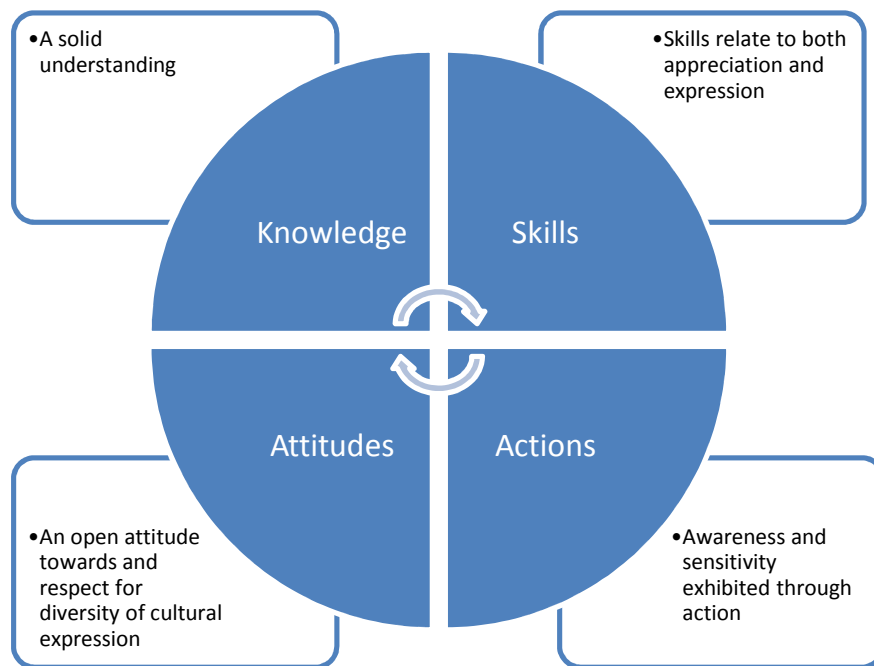 •A solid
understanding
•Skills relate to both
appreciation and
expression
Knowledge
Skills
Attitudes
Actions
•An open attitude
towards and
respect for
diversity of cultural
expression
•Awareness and
sensitivity
exhibited through
action